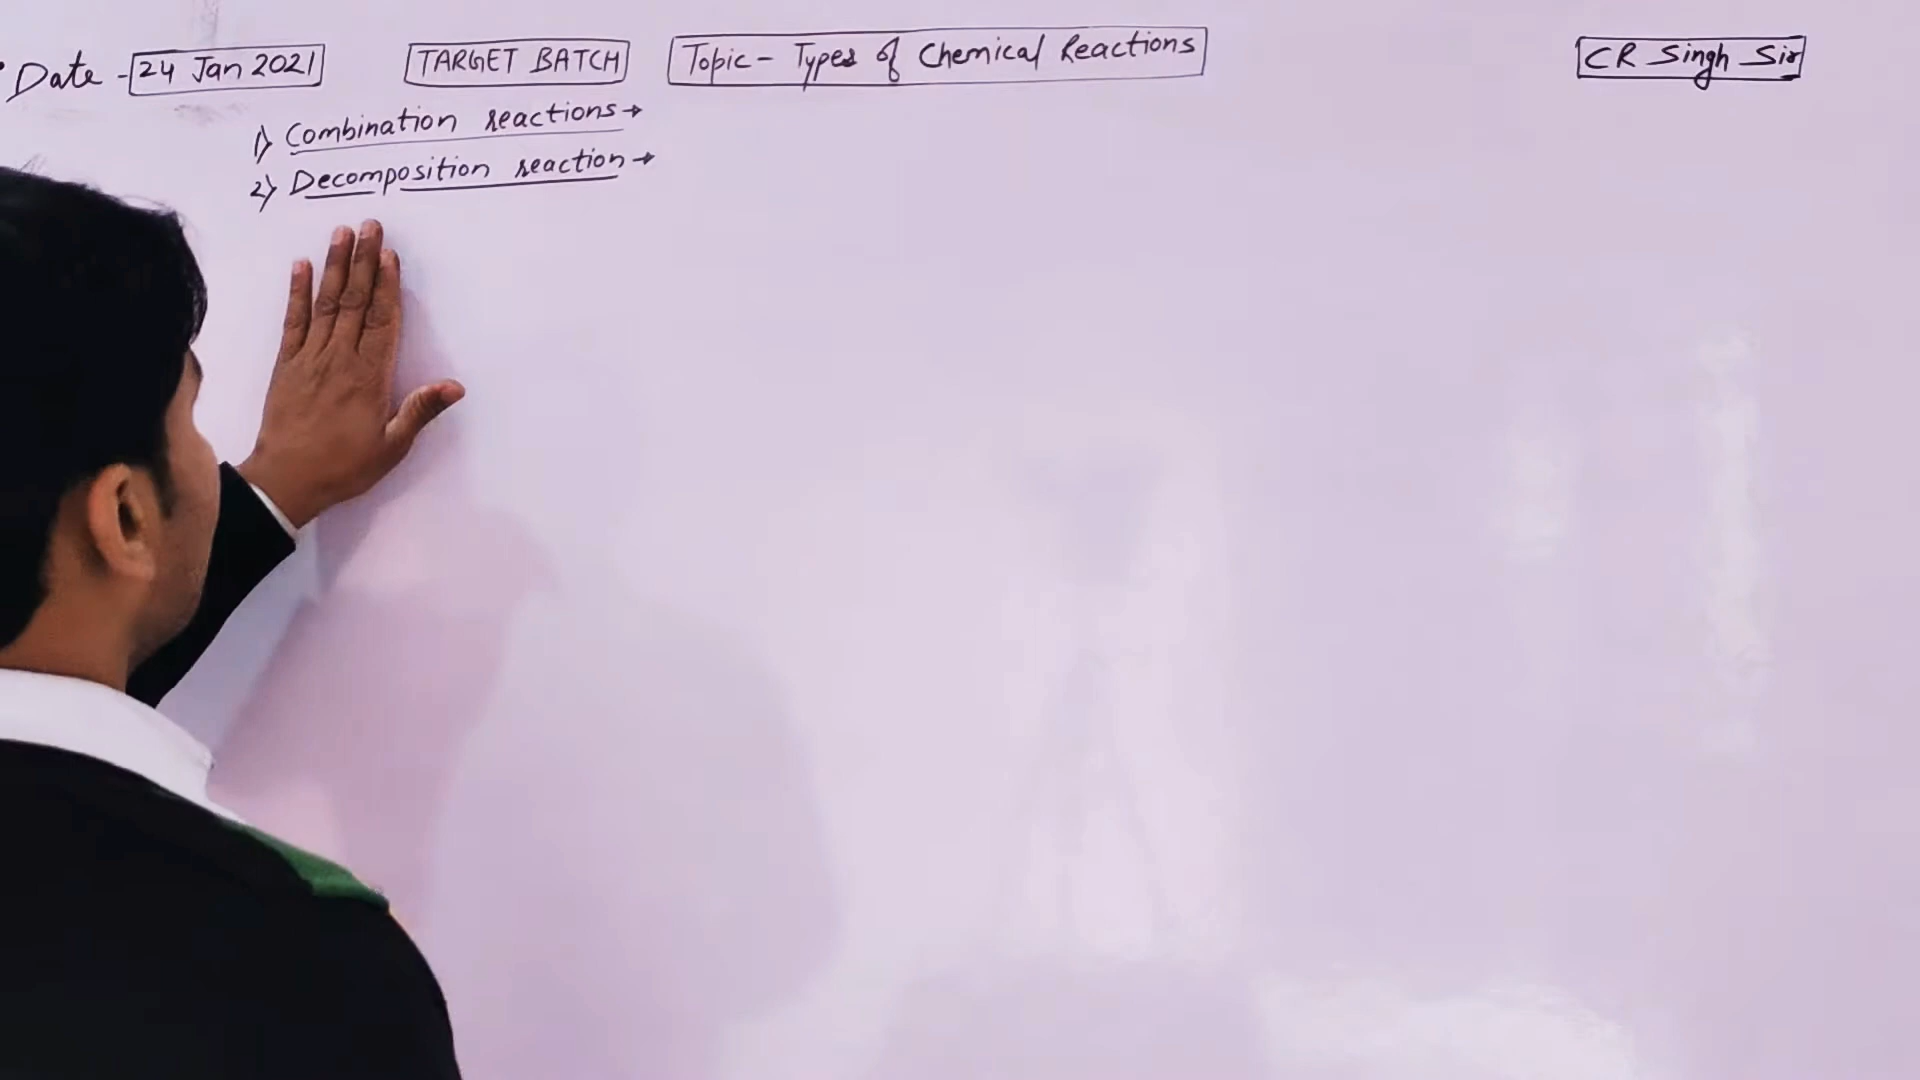 Date - 24 Jan 2021 TARGET BATCH Topic - Types of Chemical Reactions CR Singh Sir
1) Combination reactions →
2) Decomposition reaction →